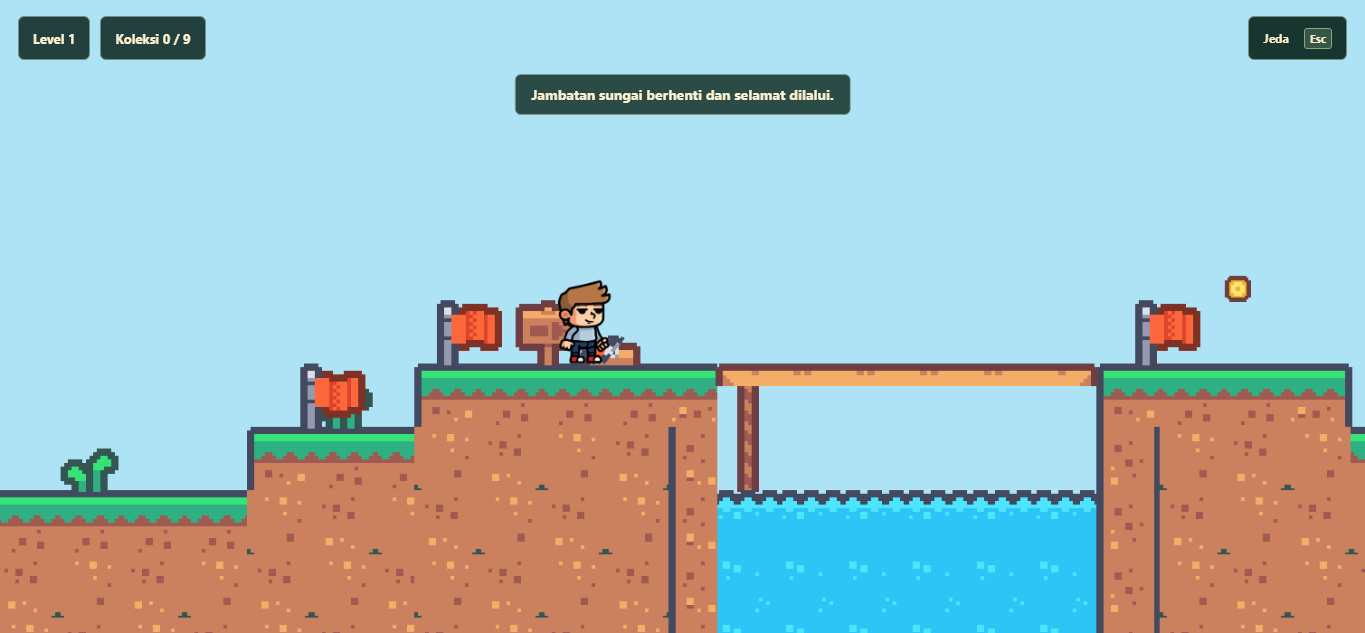 Level 1
Koleksi 0 / 9
Jeda Esc
Jambatan sungai berhenti dan selamat dilalui.